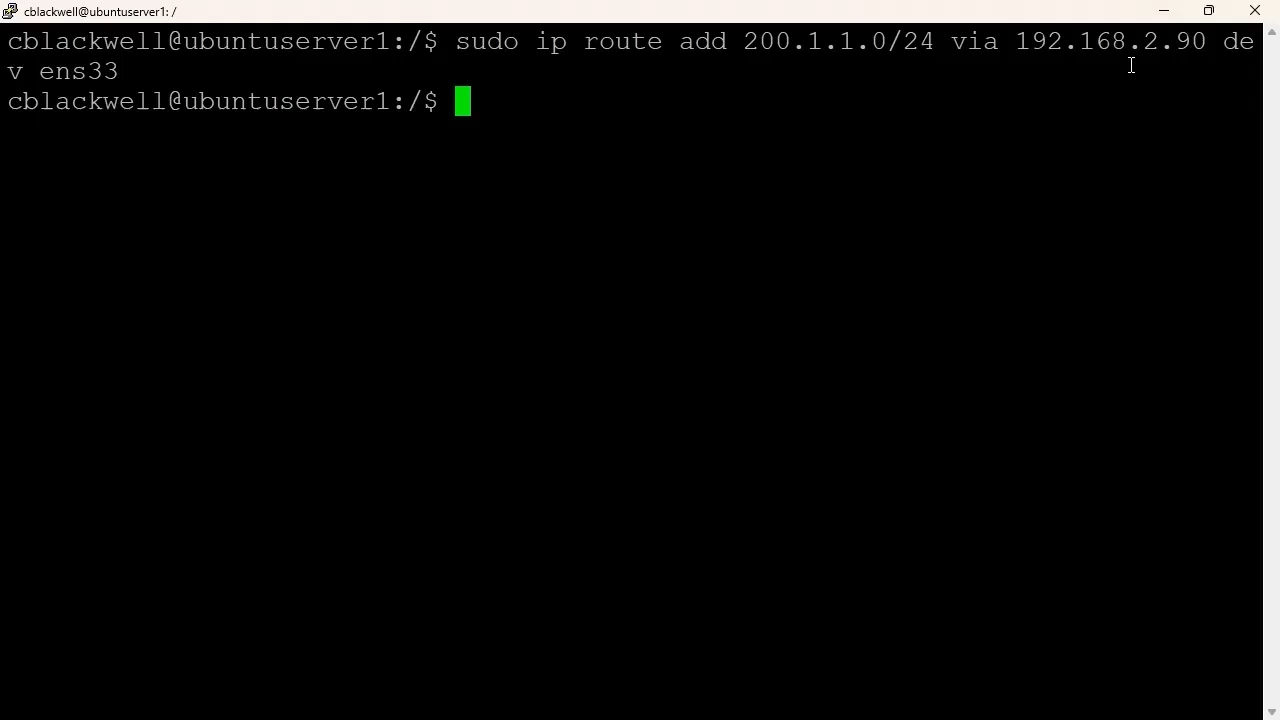 cblackwell@ubuntuserver1: /
cblackwell@ubuntuserver1:/$ sudo ip route add 200.1.1.0/24 via 192.168.2.90 de
v ens33
cblackwell@ubuntuserver1:/$